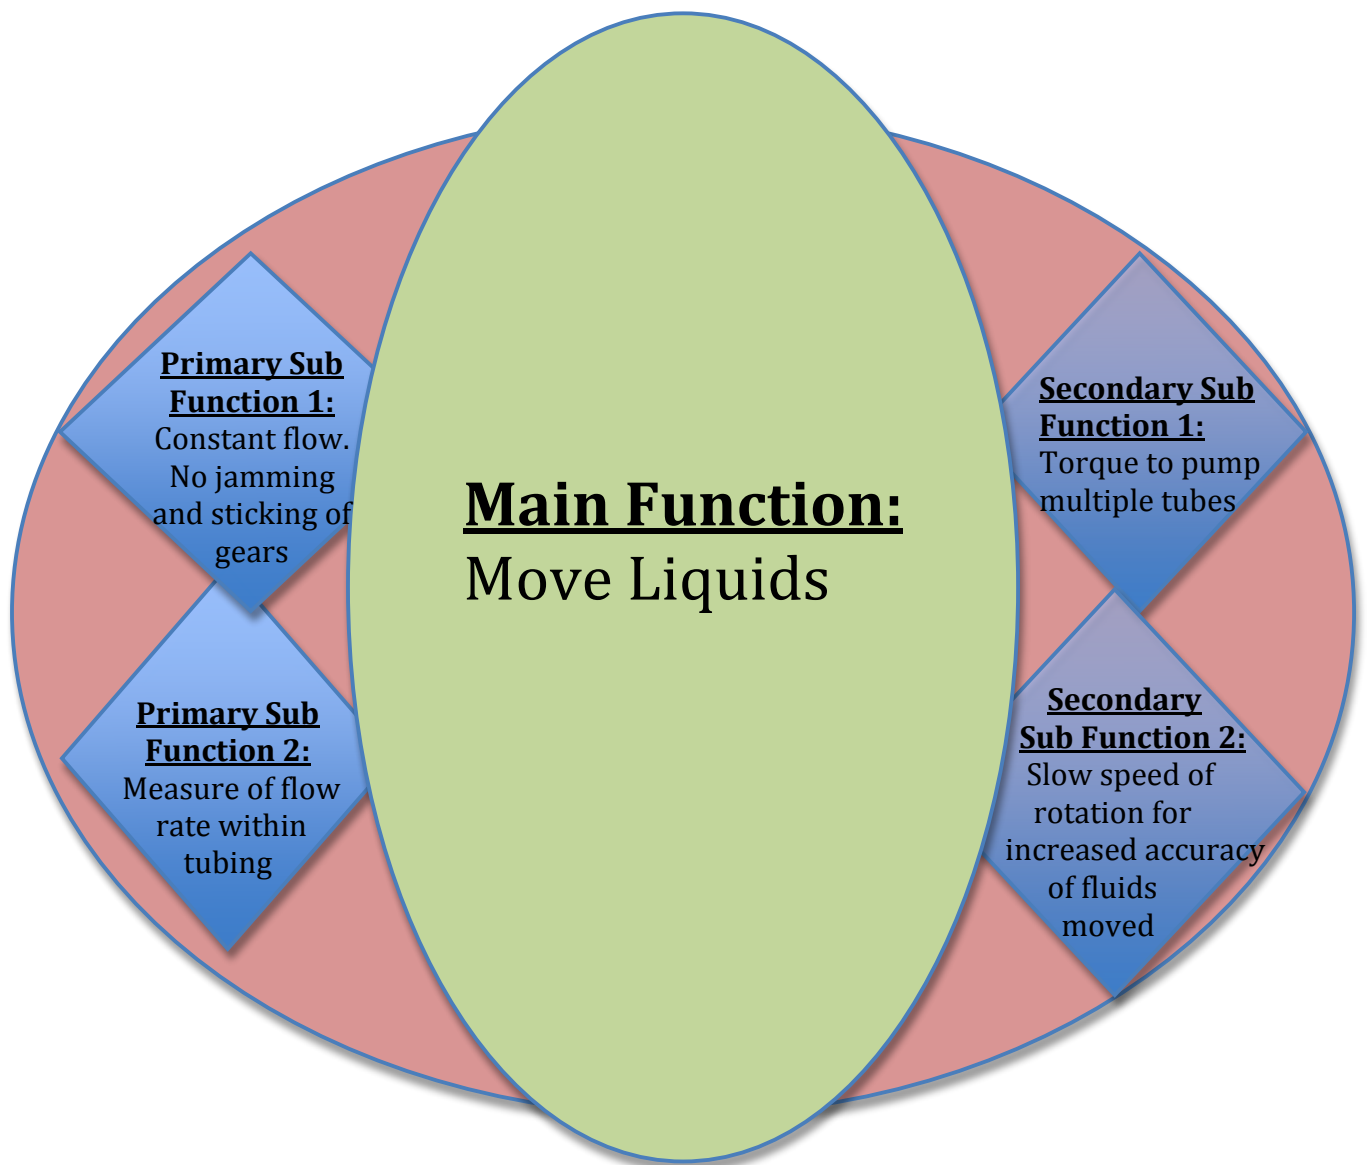 Primary Sub
Function 1:
Constant flow.
No jamming
and sticking of
gears
Primary Sub
Function 2:
Measure of flow
rate within
tubing
Main Function:
Move Liquids
Secondary Sub
Function 1:
Torque to pump
multiple tubes
Secondary
Sub Function 2:
Slow speed of
rotation for
increased accuracy
of fluids
moved